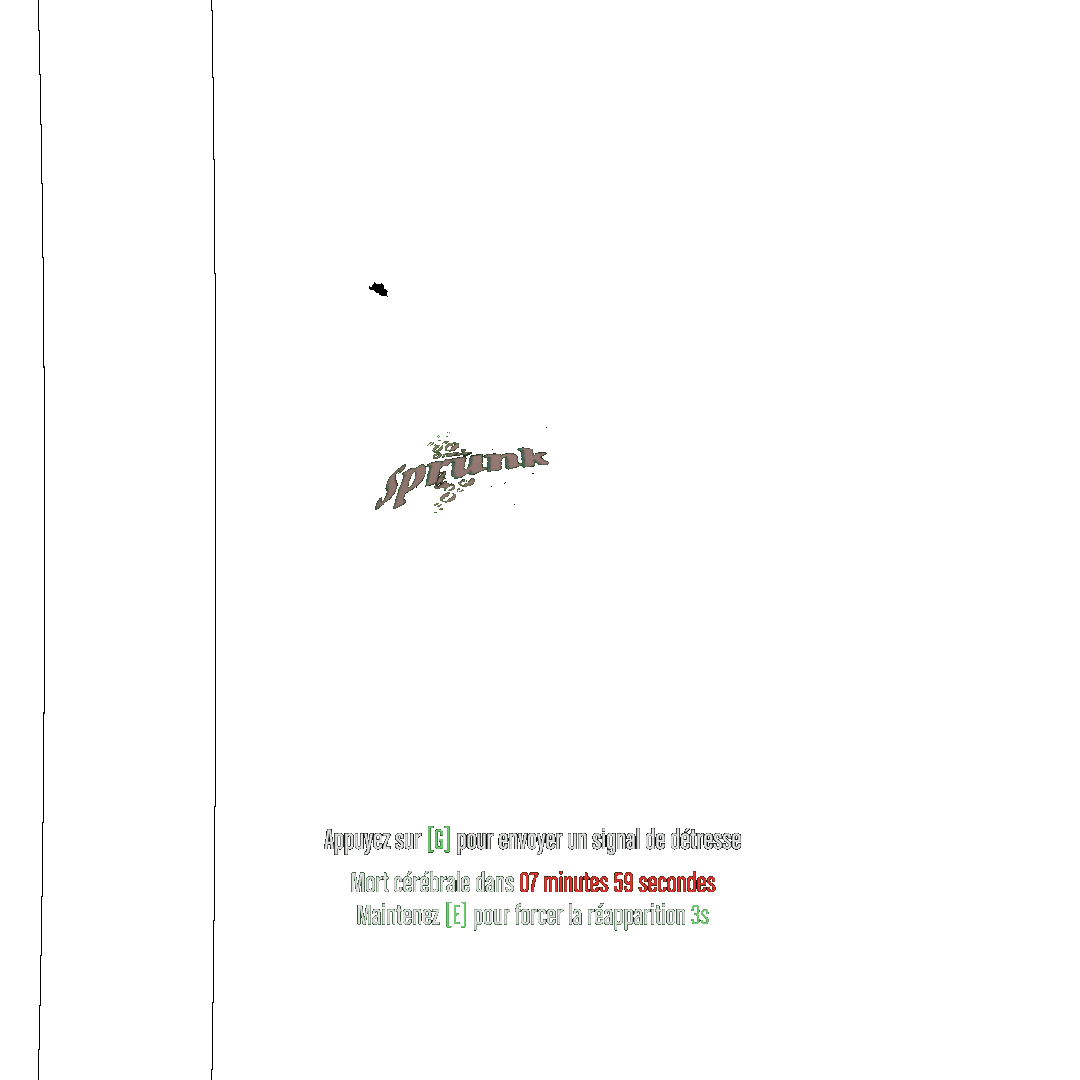 sprunk
Appuyez sur [G] pour envoyer un signal de détresse
Mort cérébrale dans 07 minutes 59 secondes
Maintenez [E] pour forcer la réapparition 3s